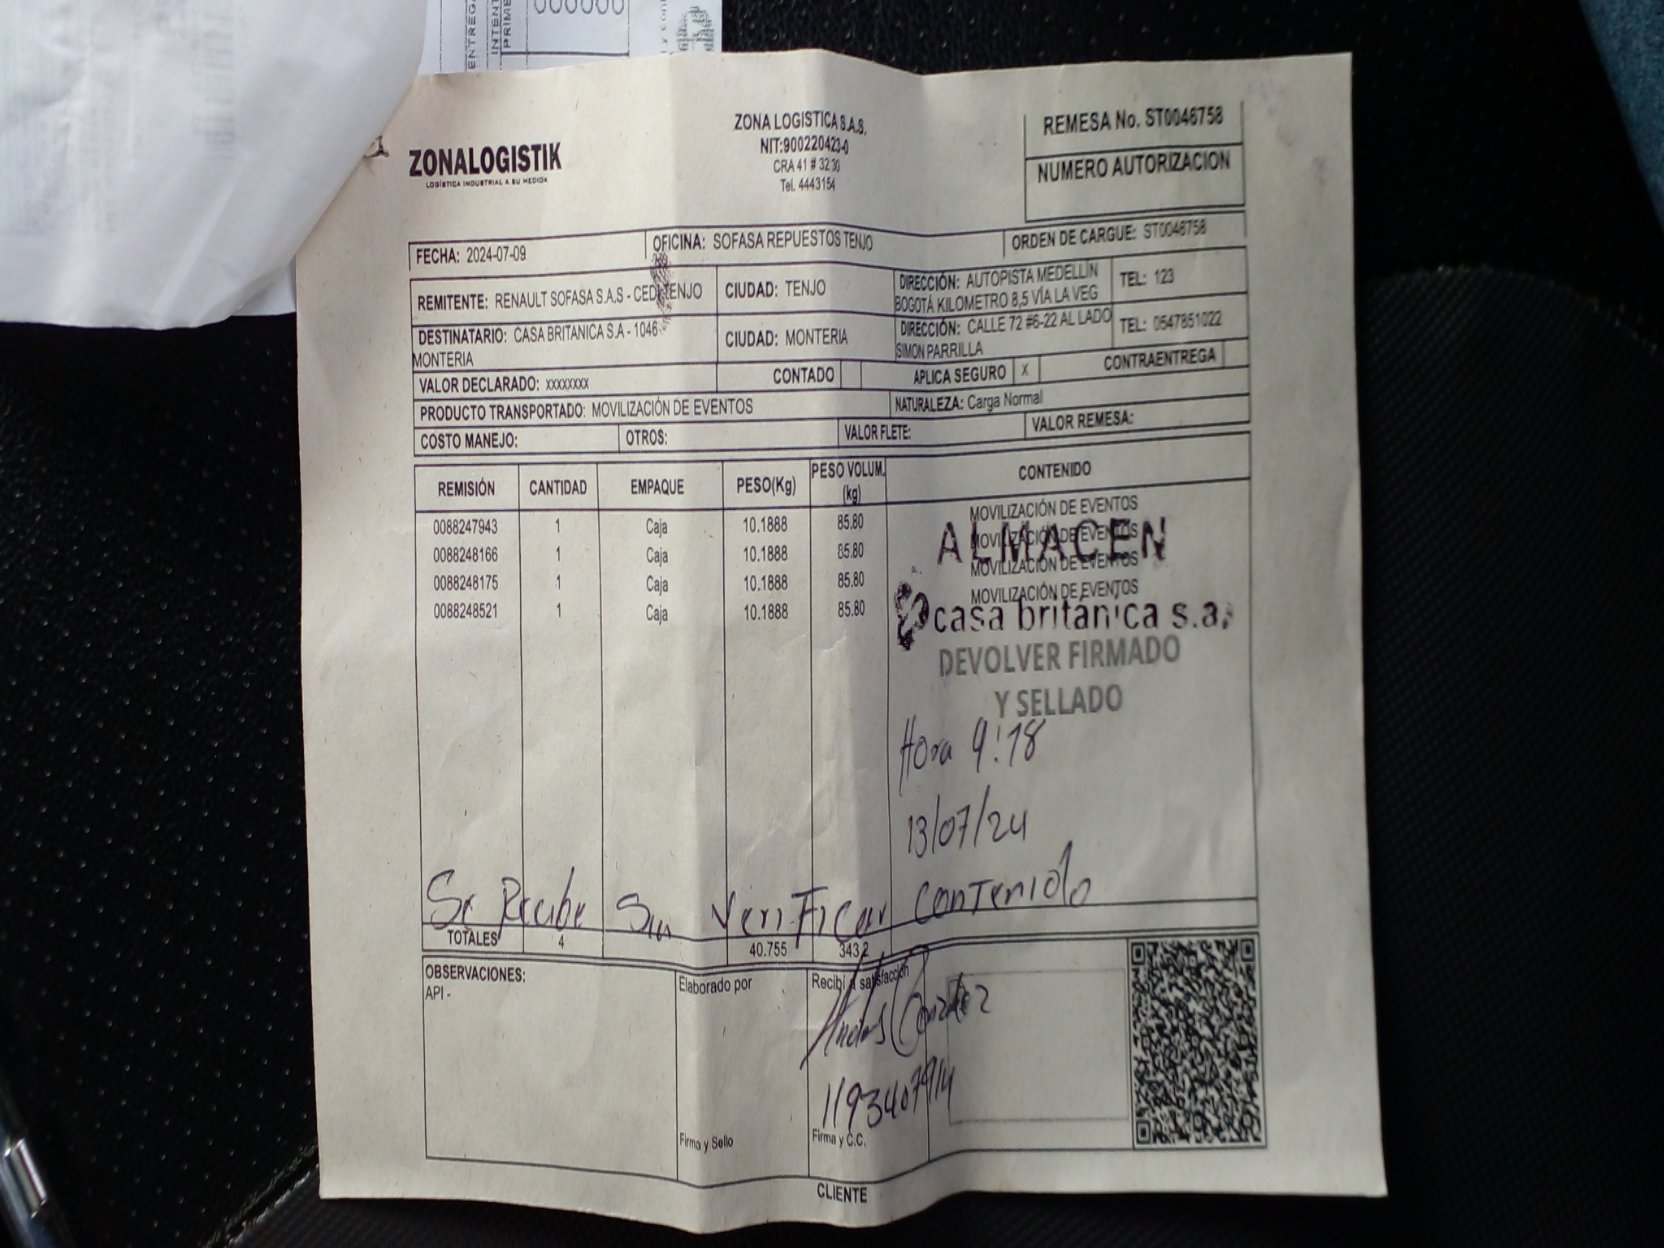 ENTREGA
INTENT
PRIME
000000
ZONALOGISTIK
LOGÍSTICA INDUSTRIAL A SU MEDIDA
ZONA LOGISTICA S.A.S.
NIT:900220423-0
CRA 41 # 32 30
Tel. 4443154
REMESA No. ST0046758
NUMERO AUTORIZACION
FECHA: 2024-07-09 OFICINA: SOFASA REPUESTOS TENJO ORDEN DE CARGUE: ST0046758
REMITENTE: RENAULT SOFASA S.A.S - CEDI TENJO CIUDAD: TENJO DIRECCIÓN: AUTOPISTA MEDELLÍN BOGOTÁ KILOMETRO 8,5 VÍA LA VEG TEL: 123
DESTINATARIO: CASA BRITANICA S.A - 1046- MONTERIA CIUDAD: MONTERIA DIRECCIÓN: CALLE 72 #6-22 AL LADO SIMON PARRILLA TEL: 0547851022
VALOR DECLARADO: xxxxxxxx CONTADO APLICA SEGURO X CONTRAENTREGA
PRODUCTO TRANSPORTADO: MOVILIZACIÓN DE EVENTOS NATURALEZA: Carga Normal
COSTO MANEJO: OTROS: VALOR FLETE: VALOR REMESA:
REMISIÓN CANTIDAD EMPAQUE PESO(Kg) PESO VOLUM. (kg) CONTENIDO
0088247943 1 Caja 10.1888 85.80 MOVILIZACIÓN DE EVENTOS
0088248166 1 Caja 10.1888 85.80 MOVILIZACIÓN DE EVENTOS
0088248175 1 Caja 10.1888 85.80 MOVILIZACIÓN DE EVENTOS
0088248521 1 Caja 10.1888 85.80 MOVILIZACIÓN DE EVENTOS
ALMACEN
casa británica s.a.
DEVOLVER FIRMADO
Y SELLADO
Hora 9:18
13/07/24
Se Recibe Sin Verificar contenido
TOTALES 4 40.755 343.2
OBSERVACIONES:
API -
Elaborado por
Firma y Sello
Recibí a satisfacción
1193407914
Firma y C.C.
CLIENTE